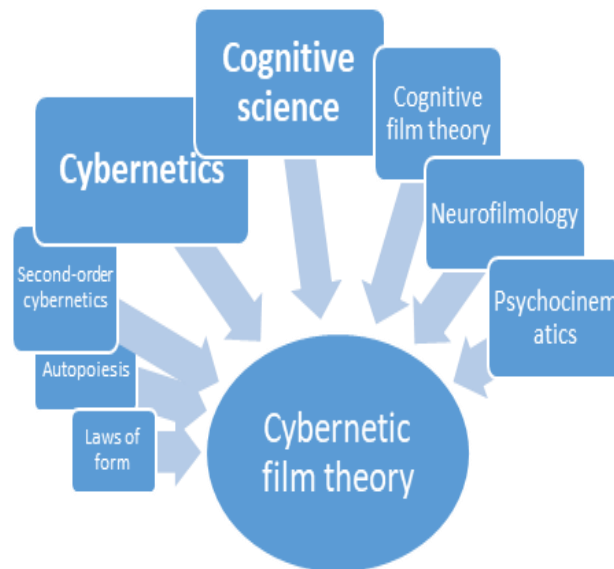 Cognitive
science
Cognitive
film theory
Cybernetics
Neurofilmology
Second-order
cybernetics
Psychocinem
atics
Autopoiesis
Laws of
form
Cybernetic
film theory